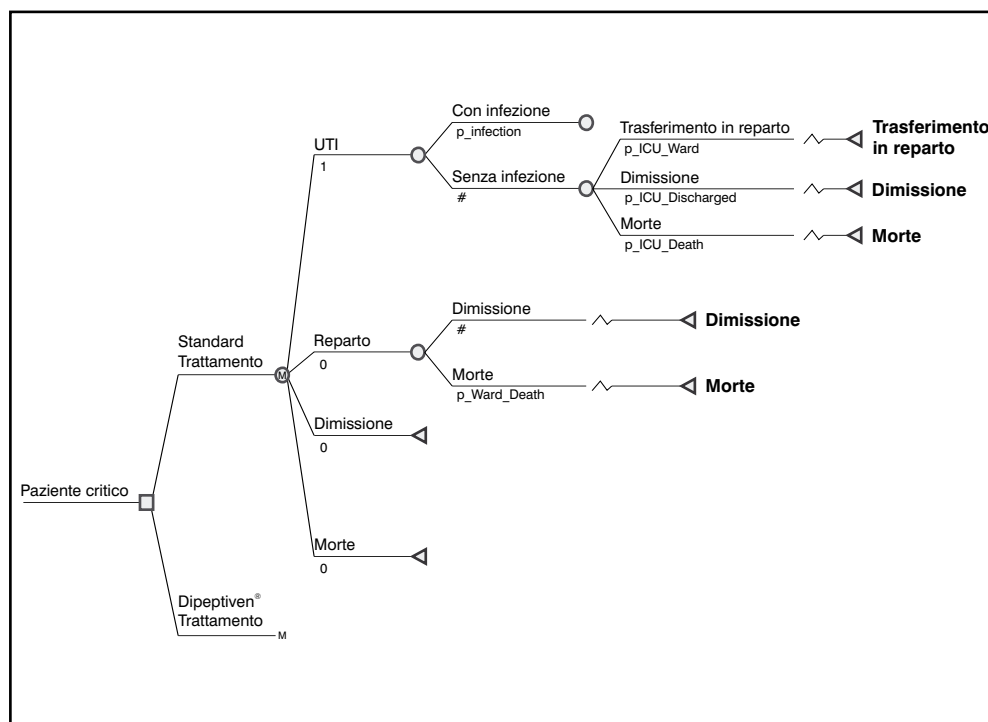 Con infezione
p_infection
Trasferimento in reparto
p_ICU_Ward
Trasferimento
in reparto
UTI
1
Senza infezione
#
Dimissione
p_ICU_Discharged
Dimissione
Morte
p_ICU_Death
Morte
Dimissione
#
Dimissione
Standard
Trattamento
M
Reparto
0
Morte
p_Ward_Death
Morte
Dimissione
0
Paziente critico
Morte
0
Dipeptiven®
Trattamento
M